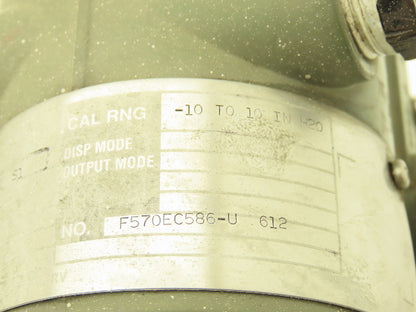 CAL RNG -10 TO 10 IN H2O
DISP MODE
OUTPUT MODE
NO. F570EC586-U 612